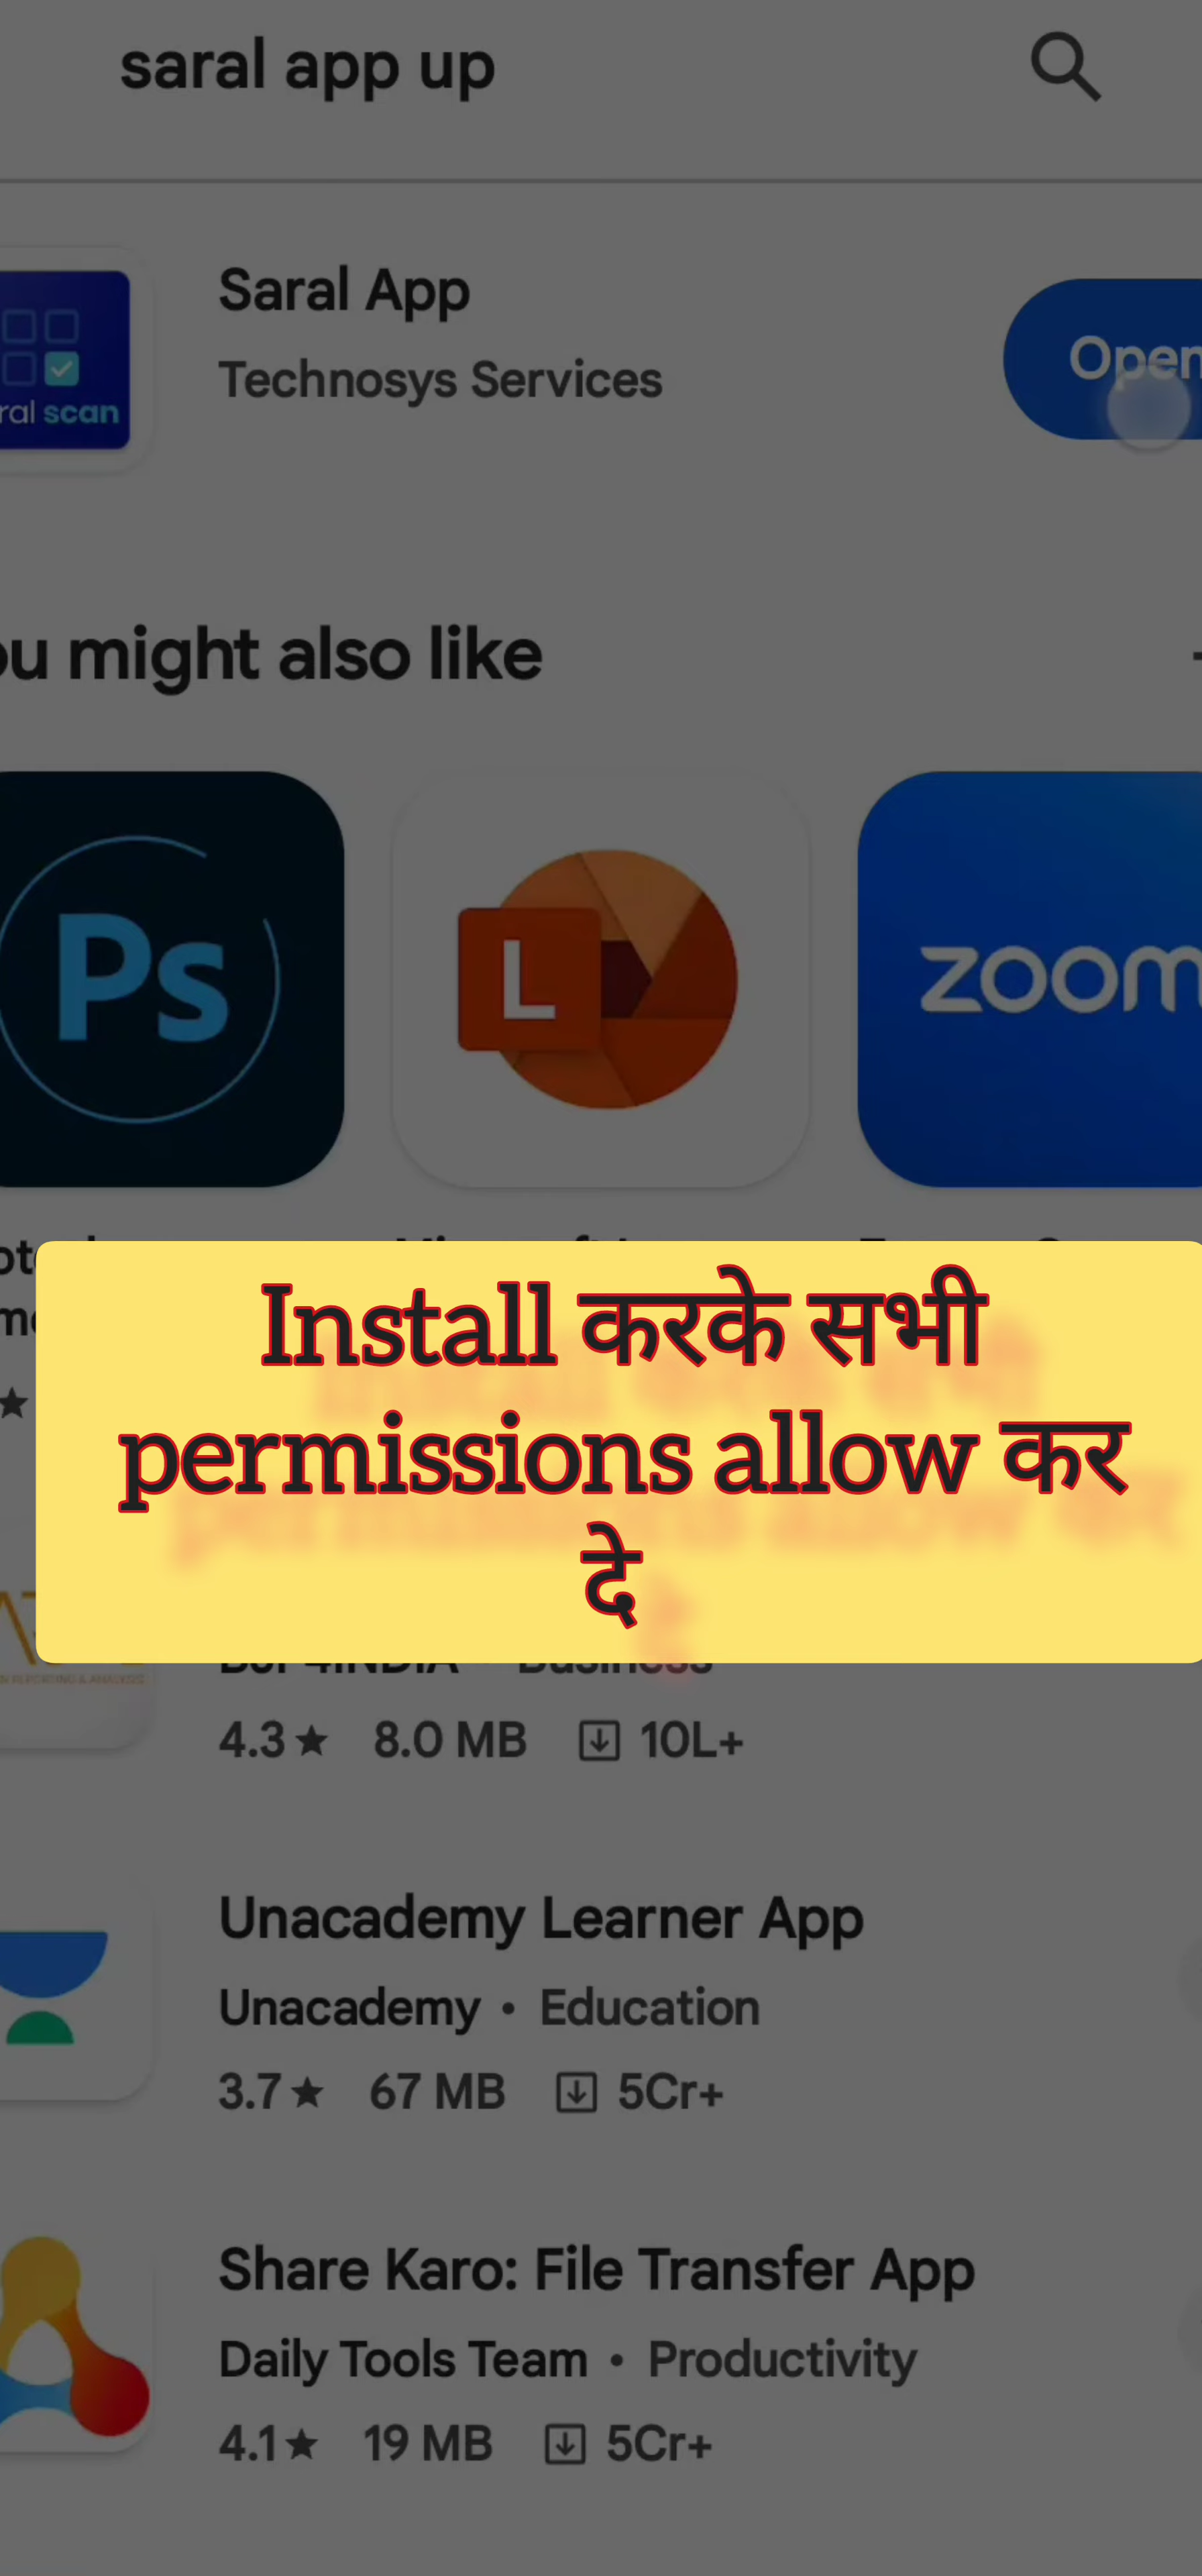 saral app up
Saral App
Technosys Services
Open
scan
might also like
Ps
L
zoom
Install करके सभी
permissions allow कर
दे
4.3★ 8.0 MB 10L+
Unacademy Learner App
Unacademy • Education
3.7★ 67 MB 5Cr+
Share Karo: File Transfer App
Daily Tools Team • Productivity
4.1★ 19 MB 5Cr+